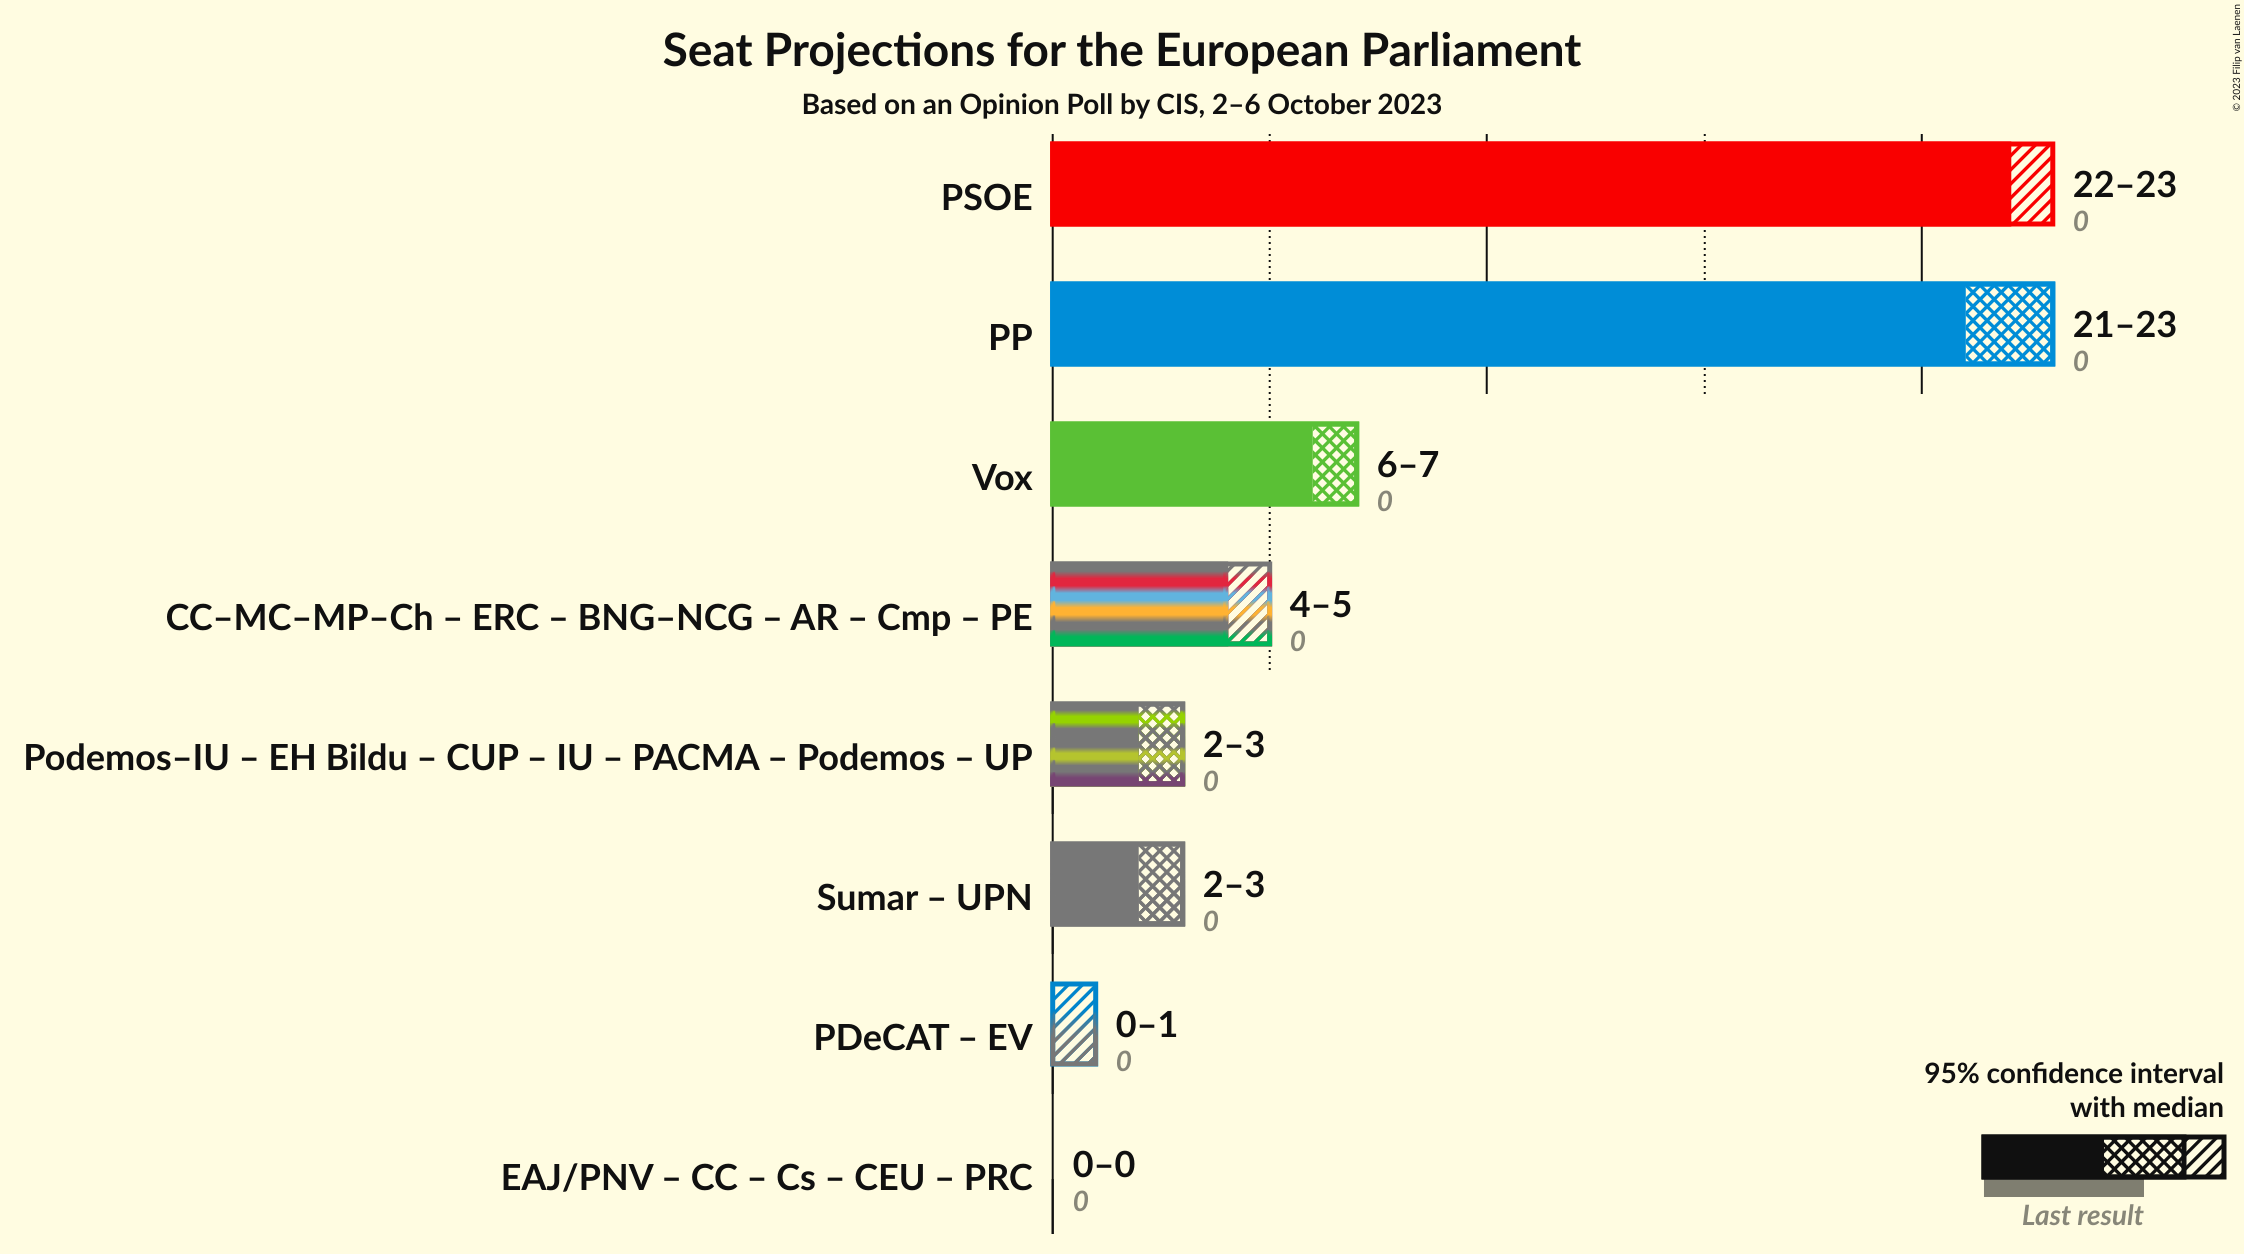 Seat Projections for the European Parliament
Based on an Opinion Poll by CIS, 2–6 October 2023
© 2023 Filip van Laenen
PSOE
22–23
0
PP
21–23
0
Vox
6–7
0
CC–MC–MP–Ch – ERC – BNG–NCG – AR – Cmp – PE
4–5
0
Podemos–IU – EH Bildu – CUP – IU – PACMA – Podemos – UP
2–3
0
Sumar – UPN
2–3
0
PDeCAT – EV
0–1
0
EAJ/PNV – CC – Cs – CEU – PRC
0–0
0
95% confidence interval
with median
Last result